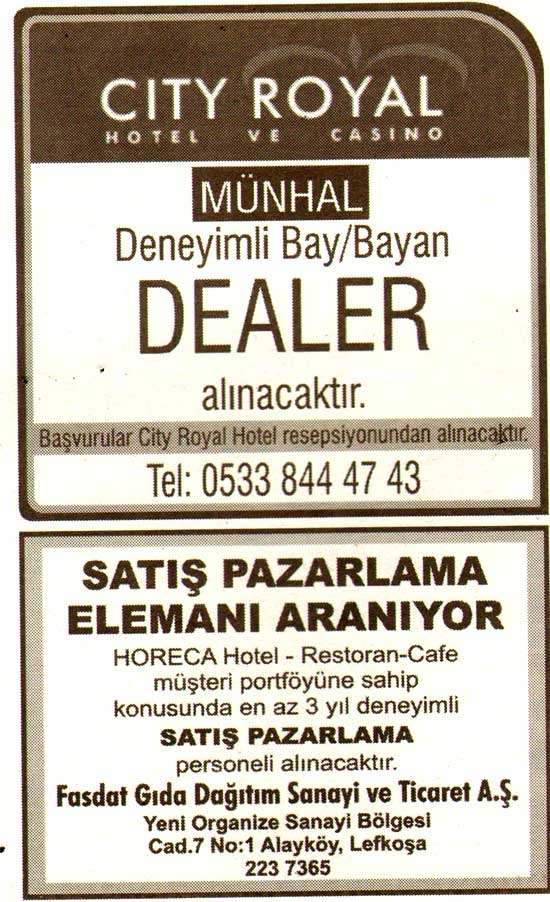 CITY ROYAL
HOTEL VE CASINO
MÜNHAL
Deneyimli Bay/Bayan
DEALER
alınacaktır.
Başvurular City Royal Hotel resepsiyonundan alınacaktır.
Tel: 0533 844 47 43
SATIŞ PAZARLAMA
ELEMANI ARANIYOR
HORECA Hotel - Restoran-Cafe
müşteri portföyüne sahip
konusunda en az 3 yıl deneyimli
SATIŞ PAZARLAMA
personeli alınacaktır.
Fasdat Gıda Dağıtım Sanayi ve Ticaret A.Ş.
Yeni Organize Sanayi Bölgesi
Cad.7 No:1 Alayköy, Lefkoşa
223 7365